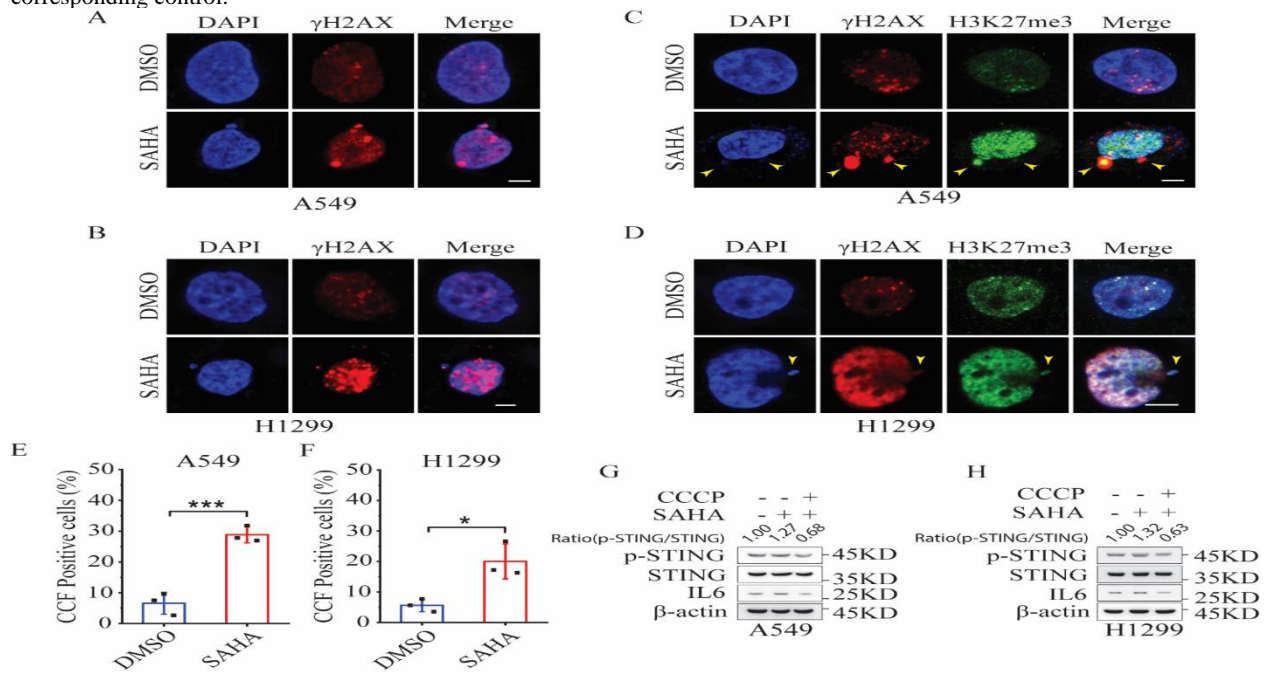 corresponding control.
A
DAPI γH2AX Merge
DMSO
SAHA
A549
C
DAPI γH2AX H3K27me3 Merge
DMSO
SAHA
A549
B
DAPI γH2AX Merge
DMSO
SAHA
H1299
D
DAPI γH2AX H3K27me3 Merge
DMSO
SAHA
H1299
E
A549
CCF Positive cells (%)
50
40
30
20
10
0
***
DMSO SAHA
F
H1299
CCF Positive cells (%)
50
40
30
20
10
0
*
DMSO SAHA
G
CCCP - - +
SAHA - + +
Ratio(p-STING/STING) 1.00 1.27 0.68
p-STING 45KD
STING 35KD
IL6 25KD
β-actin 45KD
A549
H
CCCP - - +
SAHA - + +
Ratio(p-STING/STING) 1.00 1.32 0.63
p-STING 45KD
STING 35KD
IL6 25KD
β-actin 45KD
H1299